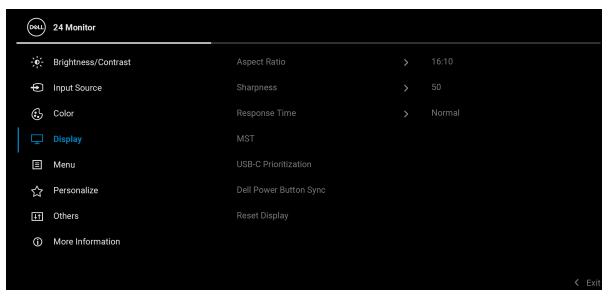 DELL 24 Monitor
Brightness/Contrast Aspect Ratio > 16:10
Input Source Sharpness > 50
Color Response Time > Normal
Display MST
Menu USB-C Prioritization
Personalize Dell Power Button Sync
Others Reset Display
More Information
< Exit